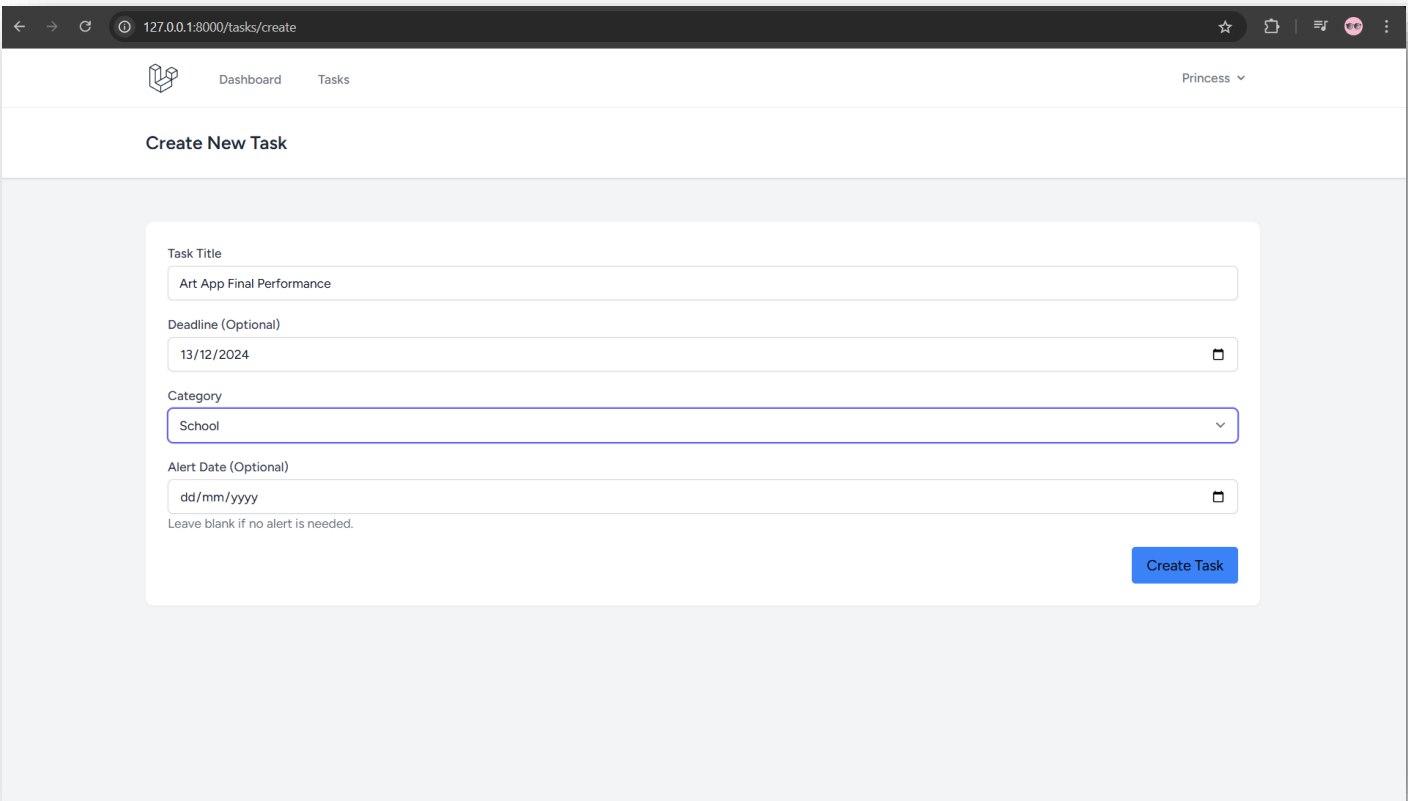 127.0.0.1:8000/tasks/create
Dashboard Tasks Princess
Create New Task
Task Title
Art App Final Performance
Deadline (Optional)
13/12/2024
Category
School
Alert Date (Optional)
dd/mm/yyyy
Leave blank if no alert is needed.
Create Task